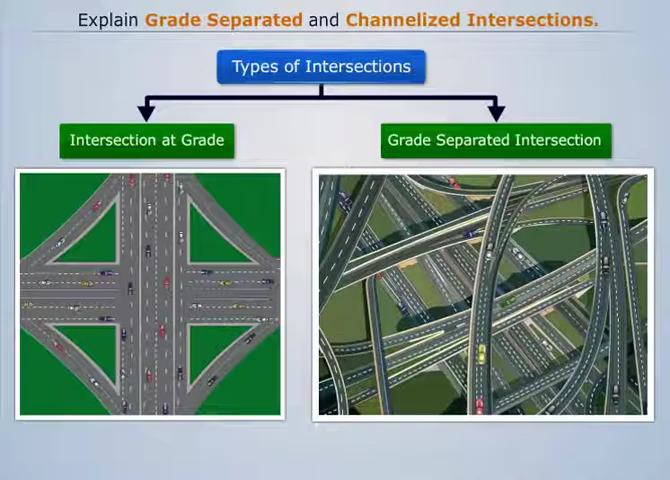 Explain Grade Separated and Channelized Intersections.
Types of Intersections
Intersection at Grade
Grade Separated Intersection